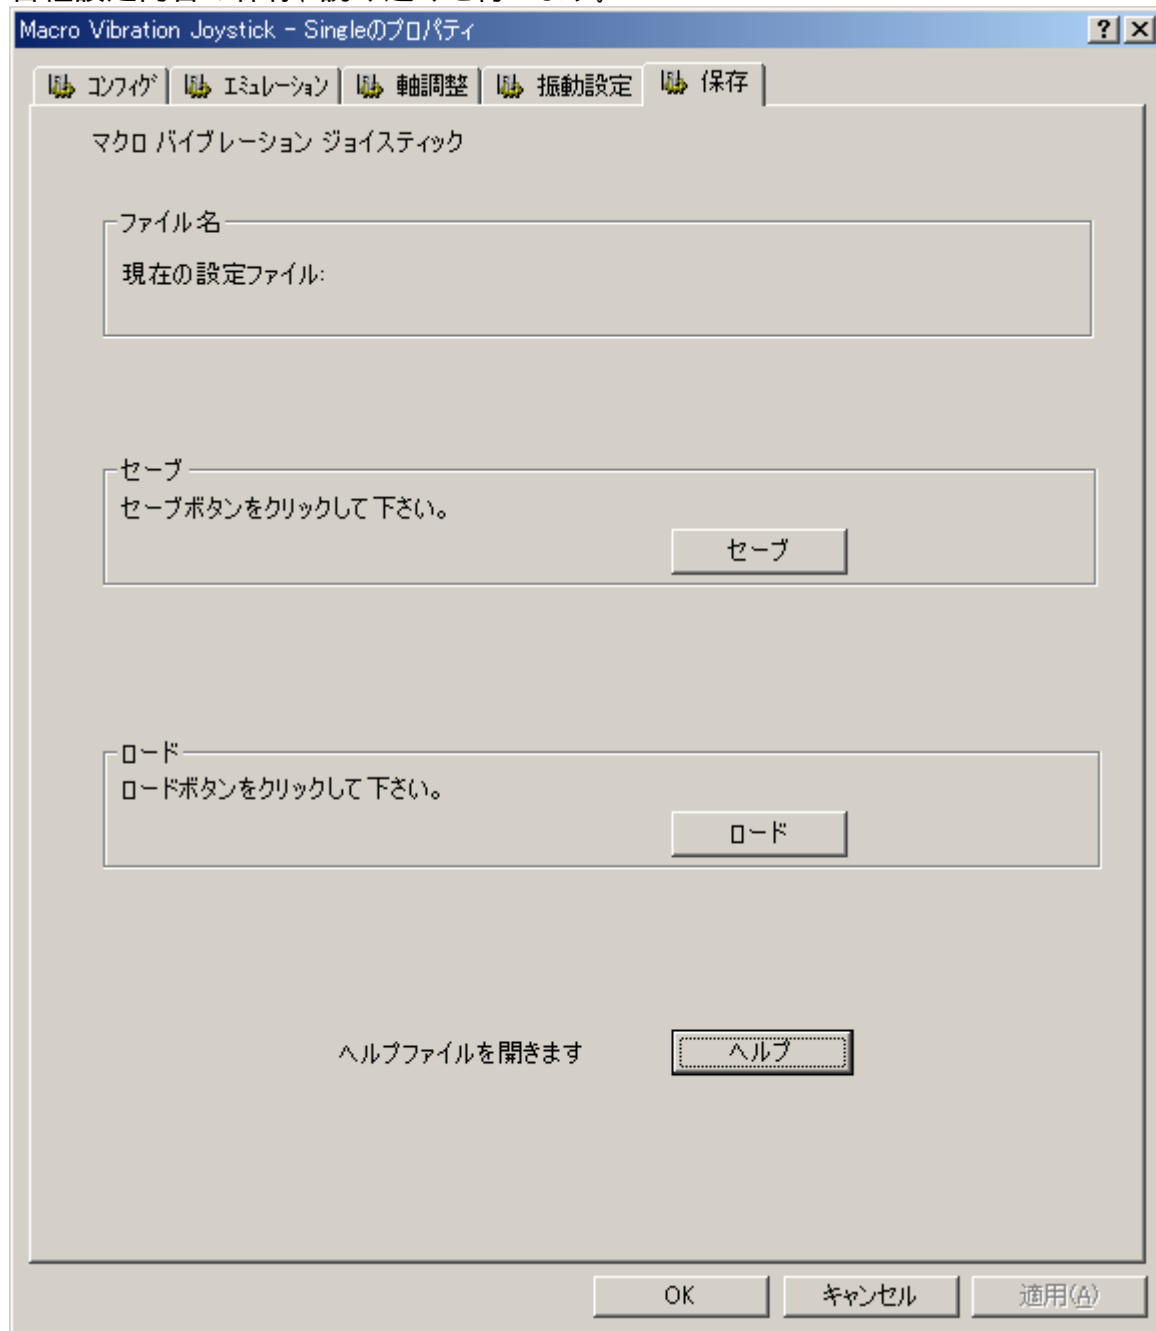 Macro Vibration Joystick - Singleのプロパティ
コンフィグ エミュレーション 軸調整 振動設定 保存
マクロ バイブレーション ジョイスティック
ファイル名
現在の設定ファイル:
セーブ
セーブボタンをクリックして下さい。
セーブ
ロード
ロードボタンをクリックして下さい。
ロード
ヘルプファイルを開きます ヘルプ
OK キャンセル 適用(A)